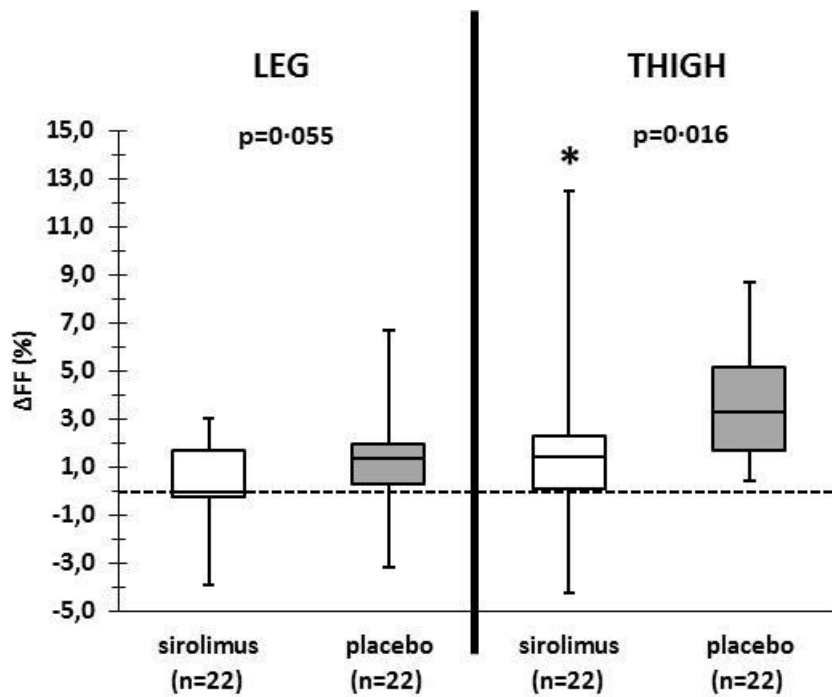 LEG
THIGH
p=0·055
p=0·016
*
15,0
13,0
11,0
9,0
7,0
5,0
3,0
1,0
-1,0
-3,0
-5,0
ΔFF (%)
sirolimus
(n=22)
placebo
(n=22)
sirolimus
(n=22)
placebo
(n=22)